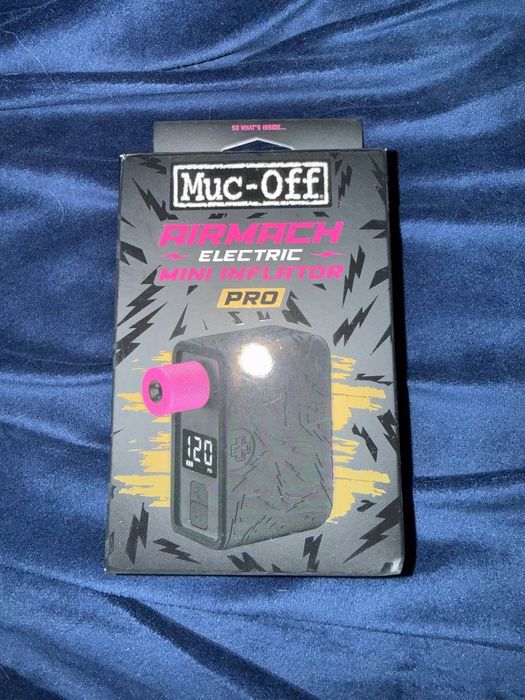 SO WHAT'S INSIDE...
Muc-Off
AIRMACH
ELECTRIC
MINI INFLATOR
PRO
120